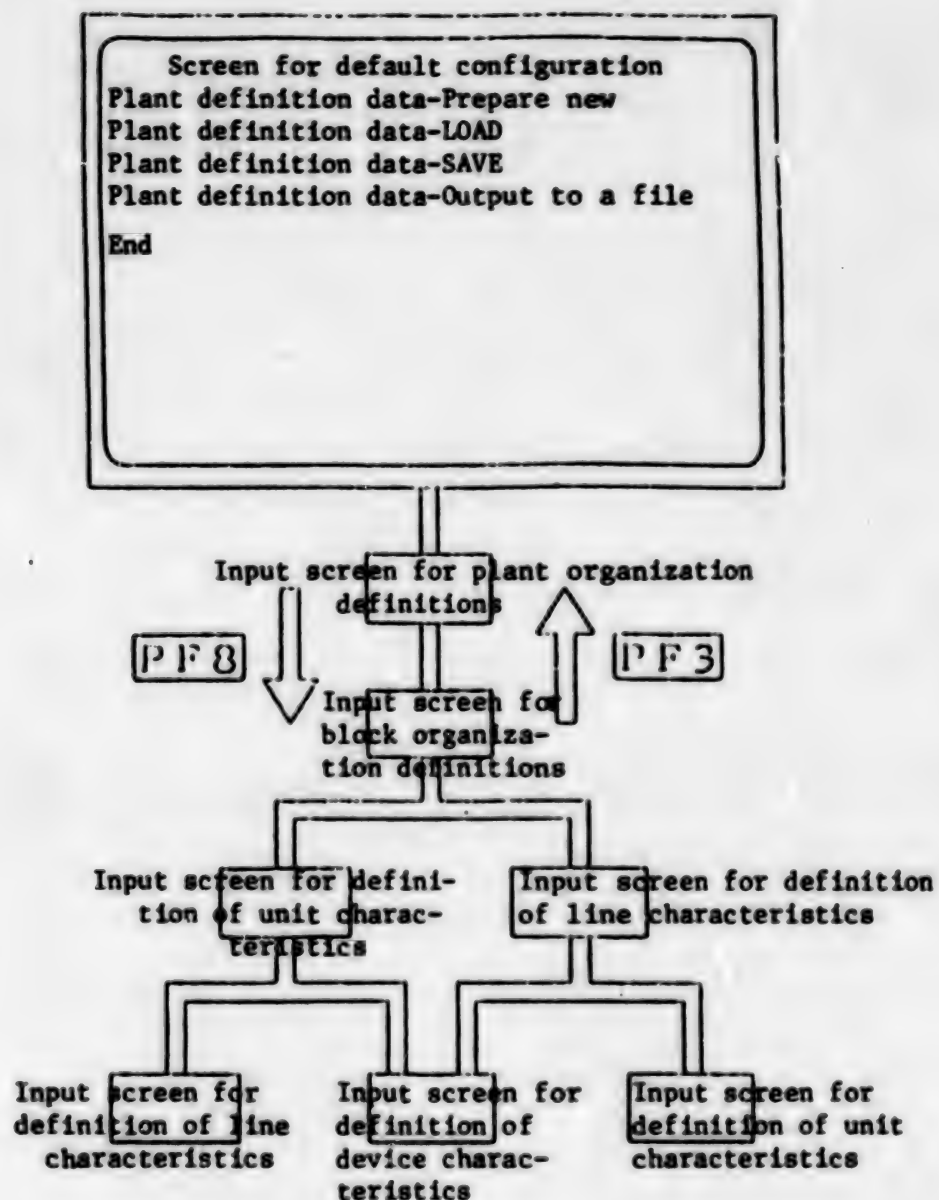 Screen for default configuration
Plant definition data-Prepare new
Plant definition data-LOAD
Plant definition data-SAVE
Plant definition data-Output to a file
End
Input screen for plant organization
definitions
PF8
PF3
Input screen for
block organiza-
tion definitions
Input screen for defini-
tion of unit charac-
teristics
Input screen for definition
of line characteristics
Input screen for
definition of line
characteristics
Input screen for
definition of
device charac-
teristics
Input screen for
definition of unit
characteristics